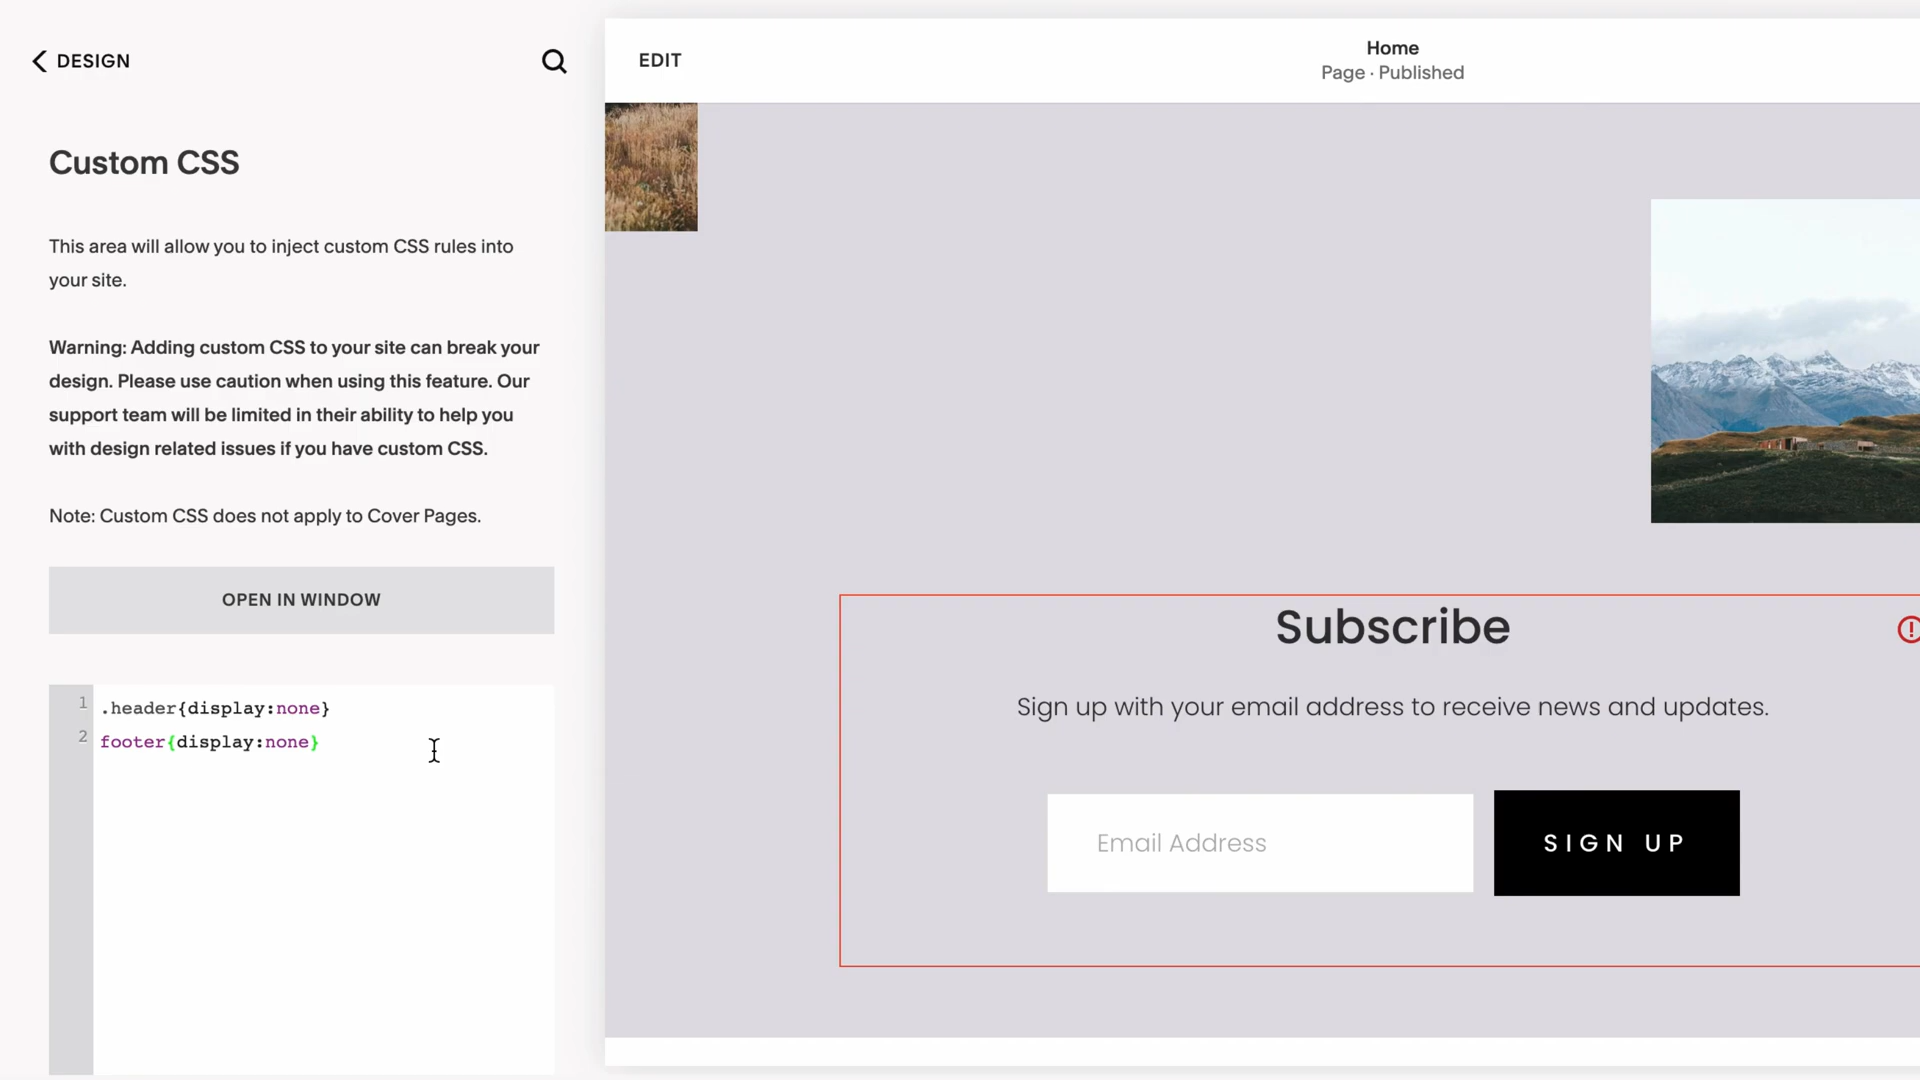 DESIGN
Custom CSS
This area will allow you to inject custom CSS rules into
your site.
Warning: Adding custom CSS to your site can break your
design. Please use caution when using this feature. Our
support team will be limited in their ability to help you
with design related issues if you have custom CSS.
Note: Custom CSS does not apply to Cover Pages.
OPEN IN WINDOW
1 .header{display:none}
2 footer{display:none}
EDIT
Home
Page · Published
Subscribe
Sign up with your email address to receive news and updates.
Email Address
SIGN UP